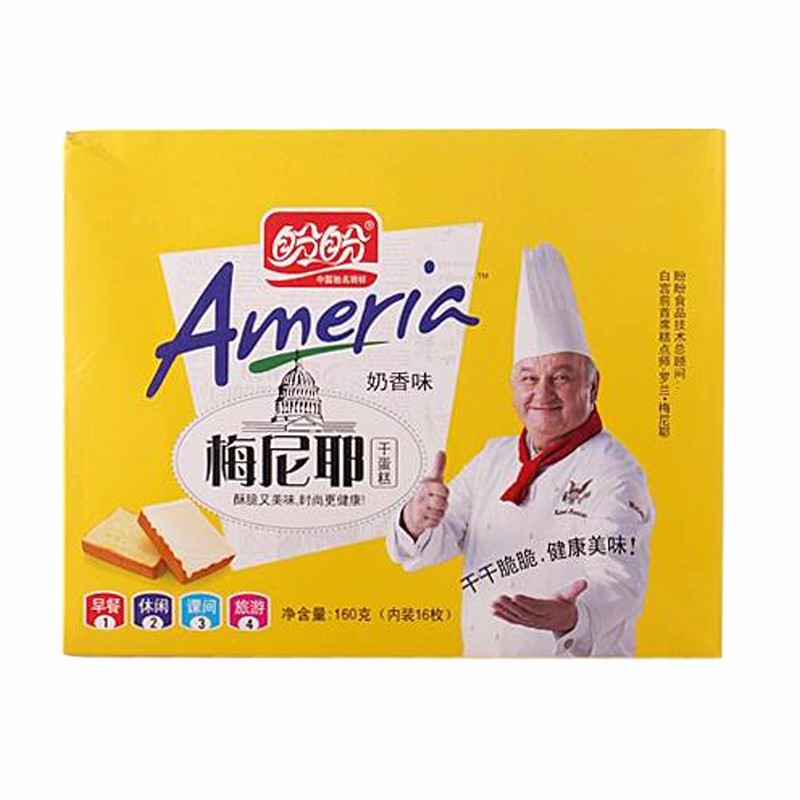 盼盼®
中国驰名商标
Ameria™
奶香味
梅尼耶
干蛋糕
酥脆又美味,时尚更健康!
早餐
1
休闲
2
课间
3
旅游
4
净含量:160克（内装16枚）
干干脆脆.健康美味!
盼盼食品技术总顾问:
白宫前首席糕点师·罗兰·梅尼耶